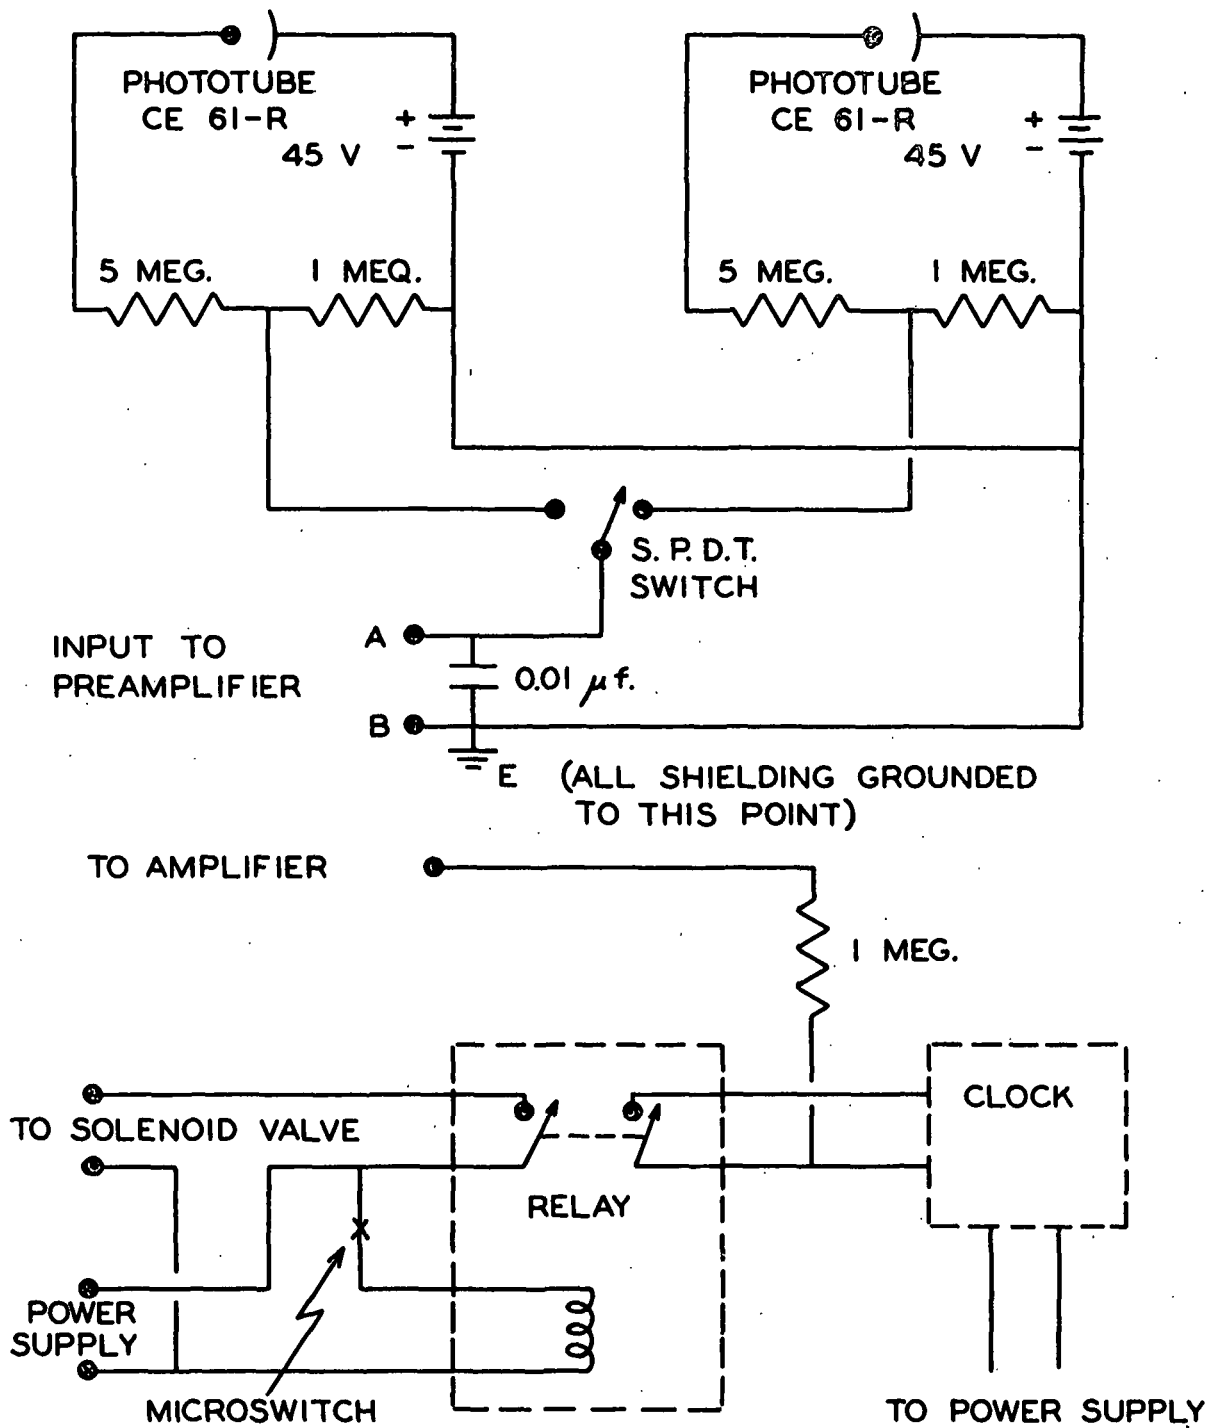 PHOTOTUBE
CE 61-R
+
-
45 V
PHOTOTUBE
CE 61-R
+
-
45 V
5 MEG.
1 MEQ.
5 MEG.
1 MEG.
S. P. D. T.
SWITCH
INPUT TO
PREAMPLIFIER
A
0.01 μf.
B
E (ALL SHIELDING GROUNDED
TO THIS POINT)
TO AMPLIFIER
1 MEG.
CLOCK
TO SOLENOID VALVE
RELAY
POWER
SUPPLY
MICROSWITCH
TO POWER SUPPLY